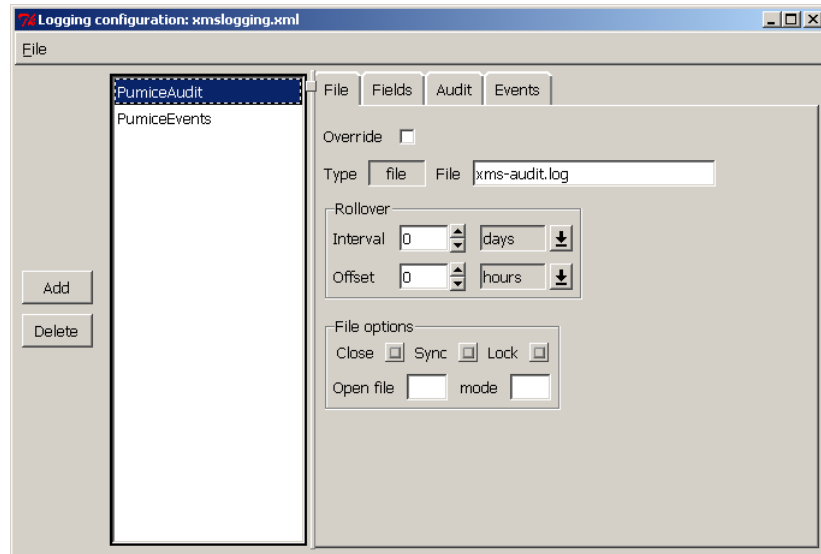 Logging configuration: xmslogging.xml
File
PumiceAudit
PumiceEvents
Add
Delete
File Fields Audit Events
Override
Type file File xms-audit.log
Rollover
Interval 0 days
Offset 0 hours
File options
Close Sync Lock
Open file mode